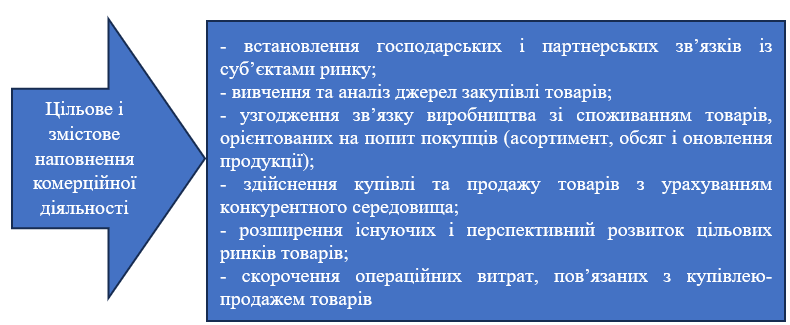 Цільове і
змістове
наповнення
комерційної
діяльності
- встановлення господарських і партнерських зв’язків із
суб’єктами ринку;
- вивчення та аналіз джерел закупівлі товарів;
- узгодження зв’язку виробництва зі споживанням товарів,
орієнтованих на попит покупців (асортимент, обсяг і оновлення
продукції);
- здійснення купівлі та продажу товарів з урахуванням
конкурентного середовища;
- розширення існуючих і перспективний розвиток цільових
ринків товарів;
- скорочення операційних витрат, пов’язаних з купівлею-
продажем товарів